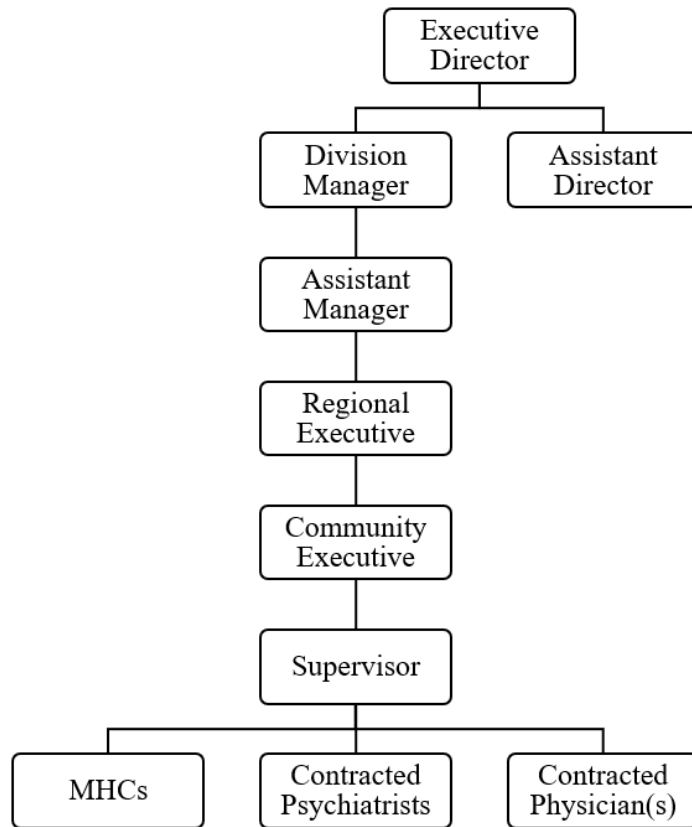 Executive
Director
Division
Manager
Assistant
Director
Assistant
Manager
Regional
Executive
Community
Executive
Supervisor
MHCs
Contracted
Psychiatrists
Contracted
Physician(s)